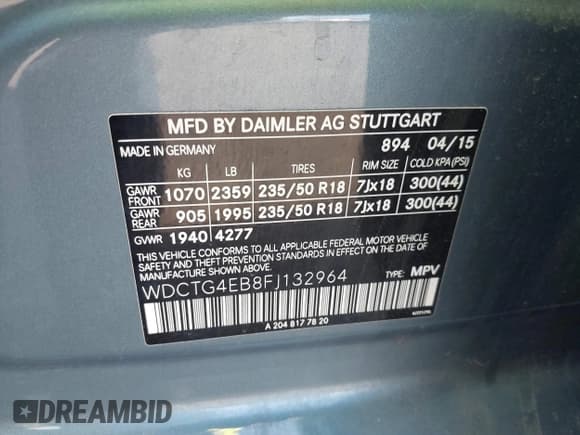 MFD BY DAIMLER AG STUTTGART
MADE IN GERMANY 894 04/15
KG LB TIRES RIM SIZE COLD KPA(PSI)
GAWR FRONT 1070 2359 235/50 R18 7Jx18 300(44)
GAWR REAR 905 1995 235/50 R18 7Jx18 300(44)
GVWR 1940 4277
THIS VEHICLE CONFORMS TO ALL APPLICABLE FEDERAL MOTOR VEHICLE
SAFETY, BUMPER, AND THEFT PREVENTION STANDARDS IN
EFFECT ON THE DATE OF MANUFACTURE SHOWN ABOVE.
WDCTG4EB8FJ132964 TYPE: MPV
A 204 817 78 20
DREAMBID